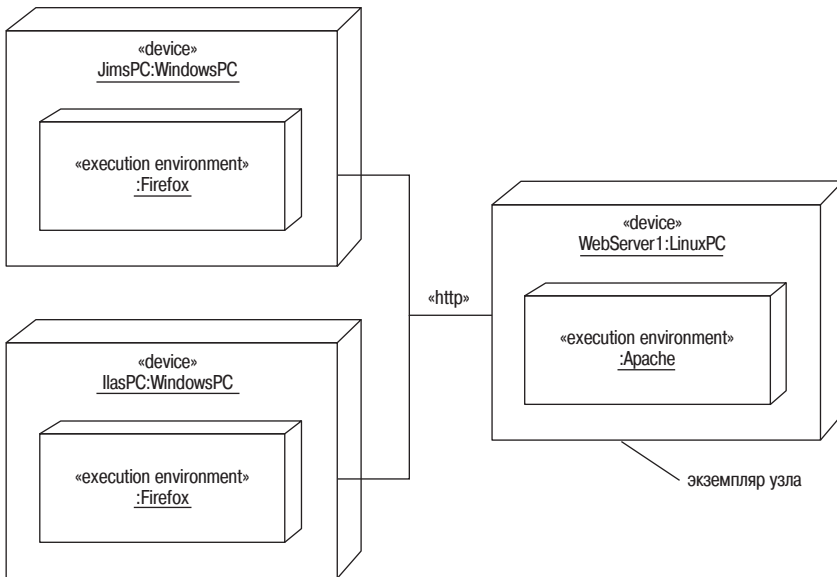 «device»
JimsPC:WindowsPC
«execution environment»
:Firefox
«device»
IlasPC:WindowsPC
«execution environment»
:Firefox
«http»
«device»
WebServer1:LinuxPC
«execution environment»
:Apache
экземпляр узла